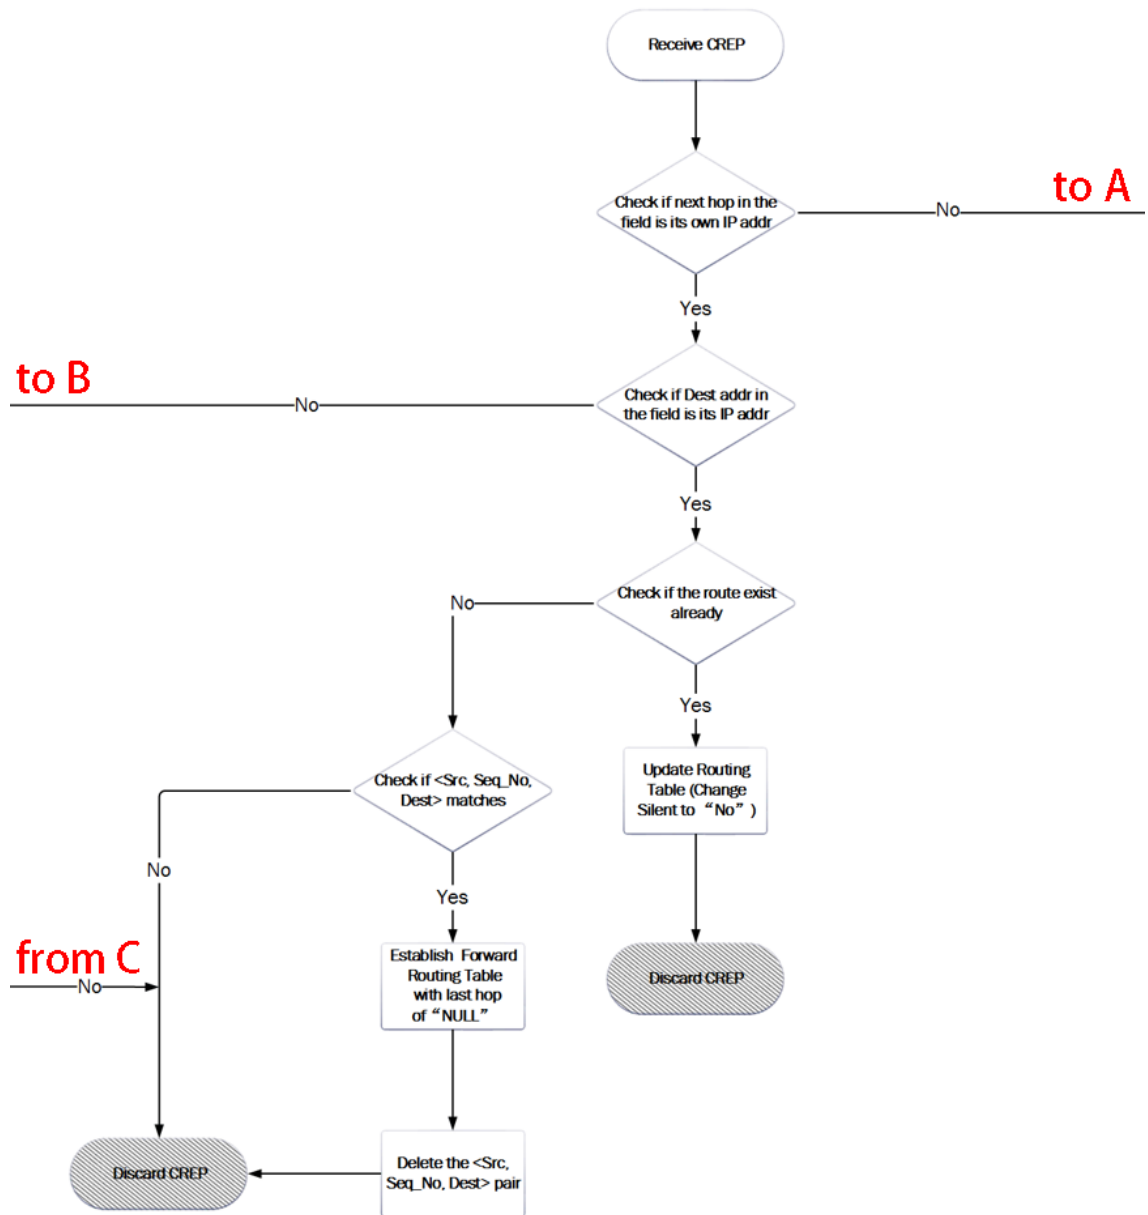 Receive CREP
Check if next hop in the
field is its own IP addr
No
to A
Yes
to B
No
Check if Dest addr in
the field is its IP addr
Yes
Check if the route exist
already
No
Yes
Update Routing
Table (Change
Silent to “No”)
Check if <Src, Seq_No,
Dest> matches
No
Yes
from C
No
Establish Forward
Routing Table
with last hop
of “NULL”
Discard CREP
Delete the <Src,
Seq_No, Dest> pair
Discard CREP